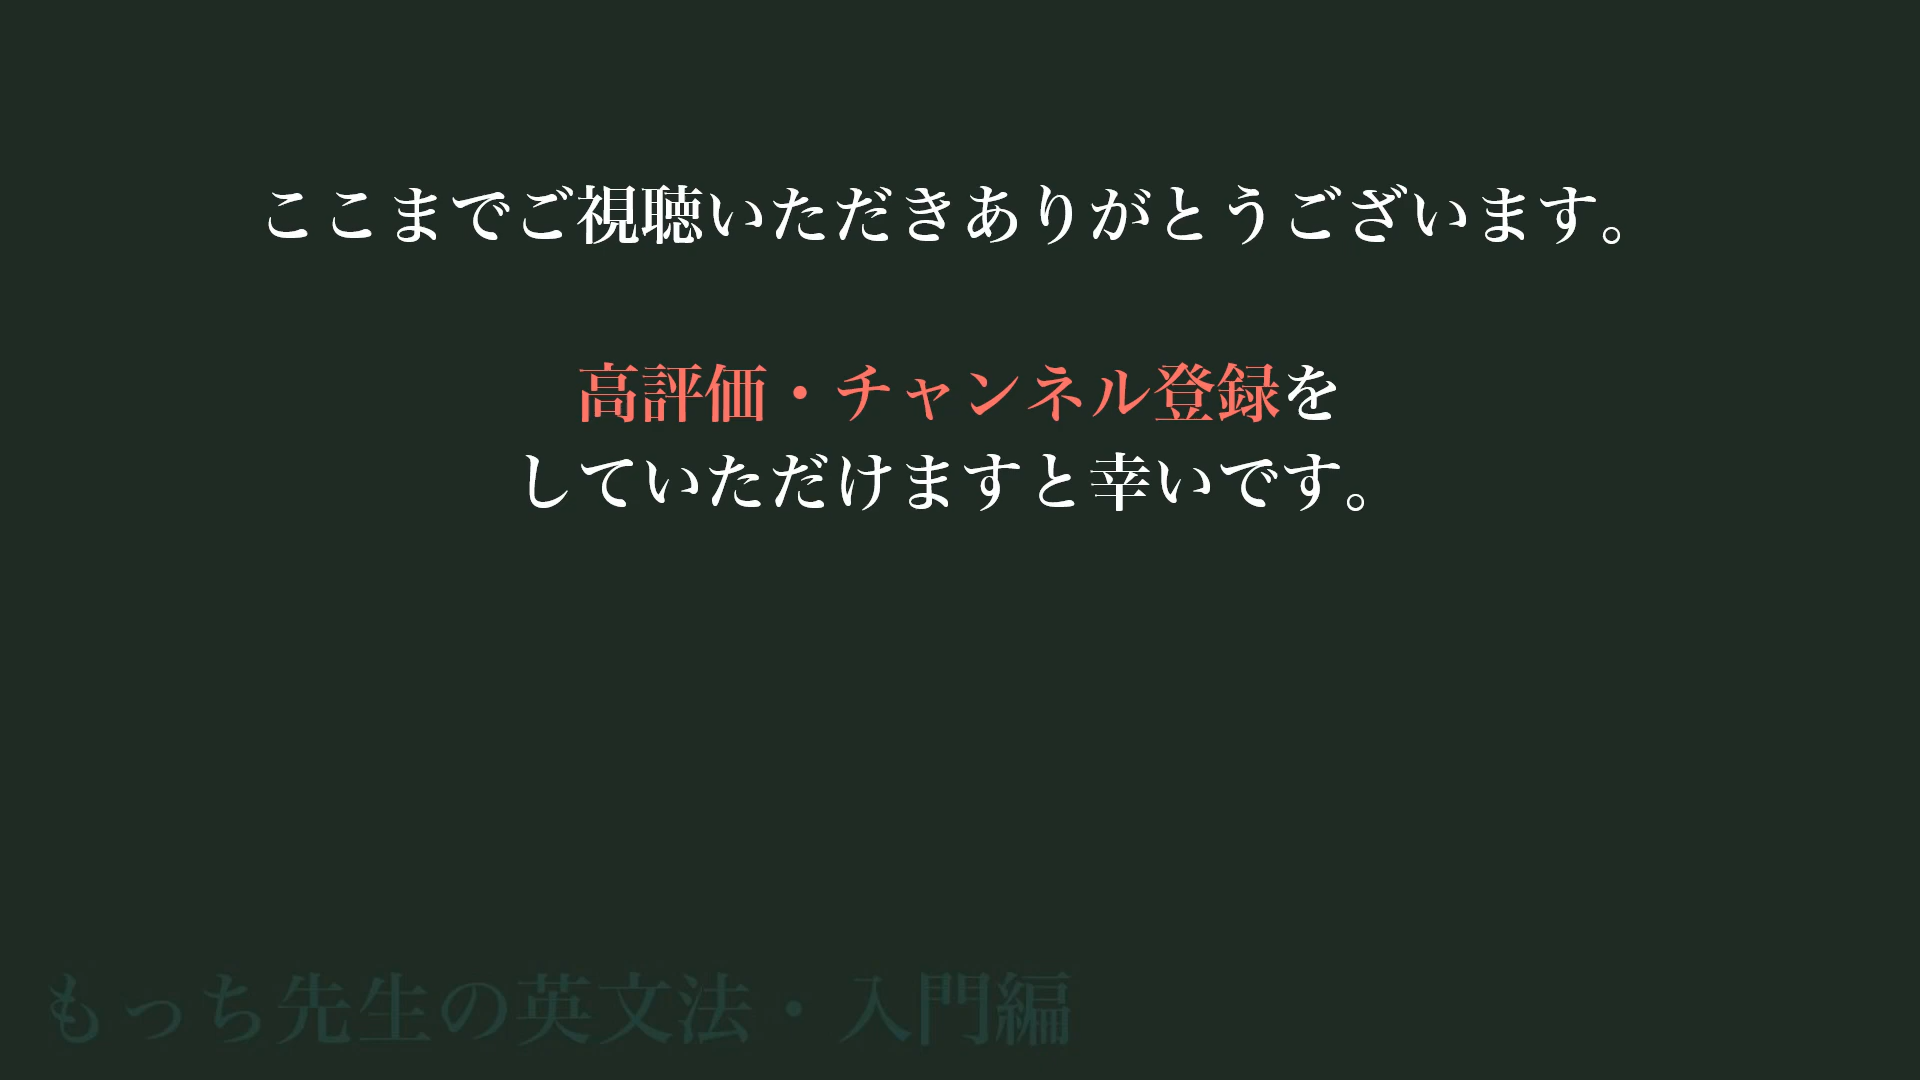 ここまでご視聴いただきありがとうございます。
高評価・チャンネル登録を
していただけますと幸いです。
もっち先生の英文法・入門編